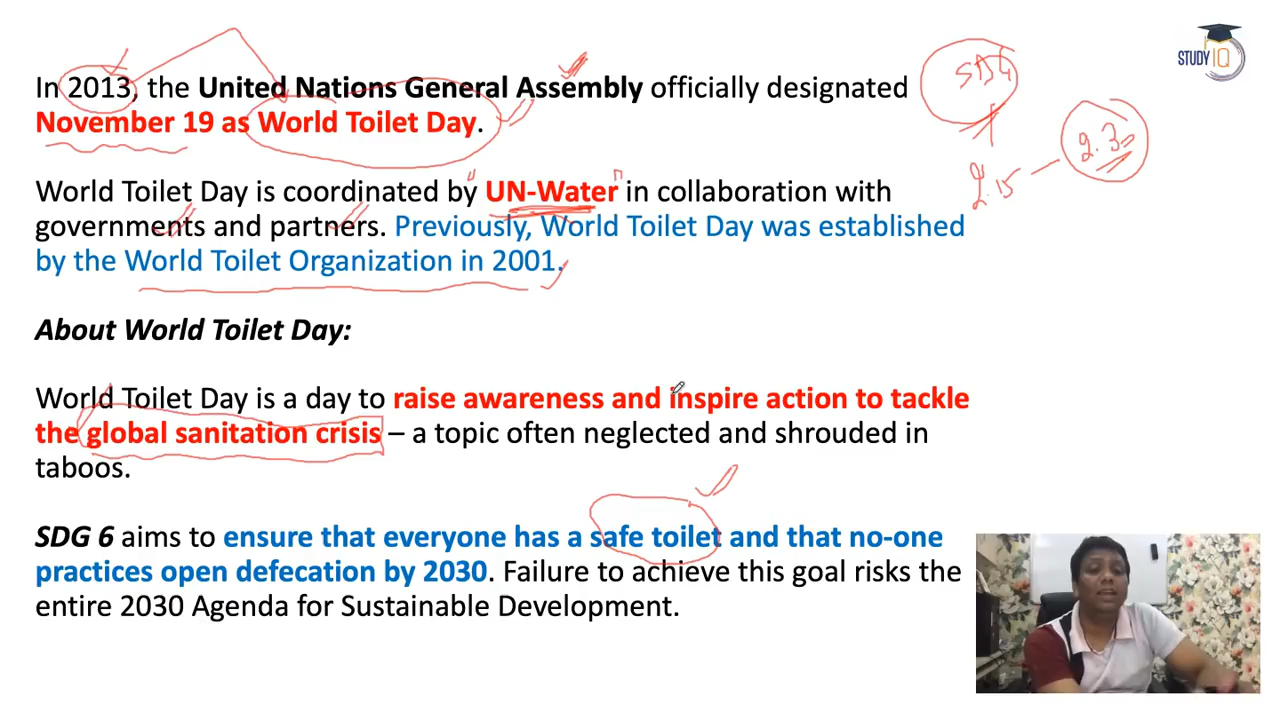 In 2013, the United Nations General Assembly officially designated
November 19 as World Toilet Day.
World Toilet Day is coordinated by UN-Water in collaboration with
governments and partners. Previously, World Toilet Day was established
by the World Toilet Organization in 2001.
About World Toilet Day:
World Toilet Day is a day to raise awareness and inspire action to tackle
the global sanitation crisis – a topic often neglected and shrouded in
taboos.
SDG 6 aims to ensure that everyone has a safe toilet and that no-one
practices open defecation by 2030. Failure to achieve this goal risks the
entire 2030 Agenda for Sustainable Development.
STUDY IQ
SDG
2.15
2.3